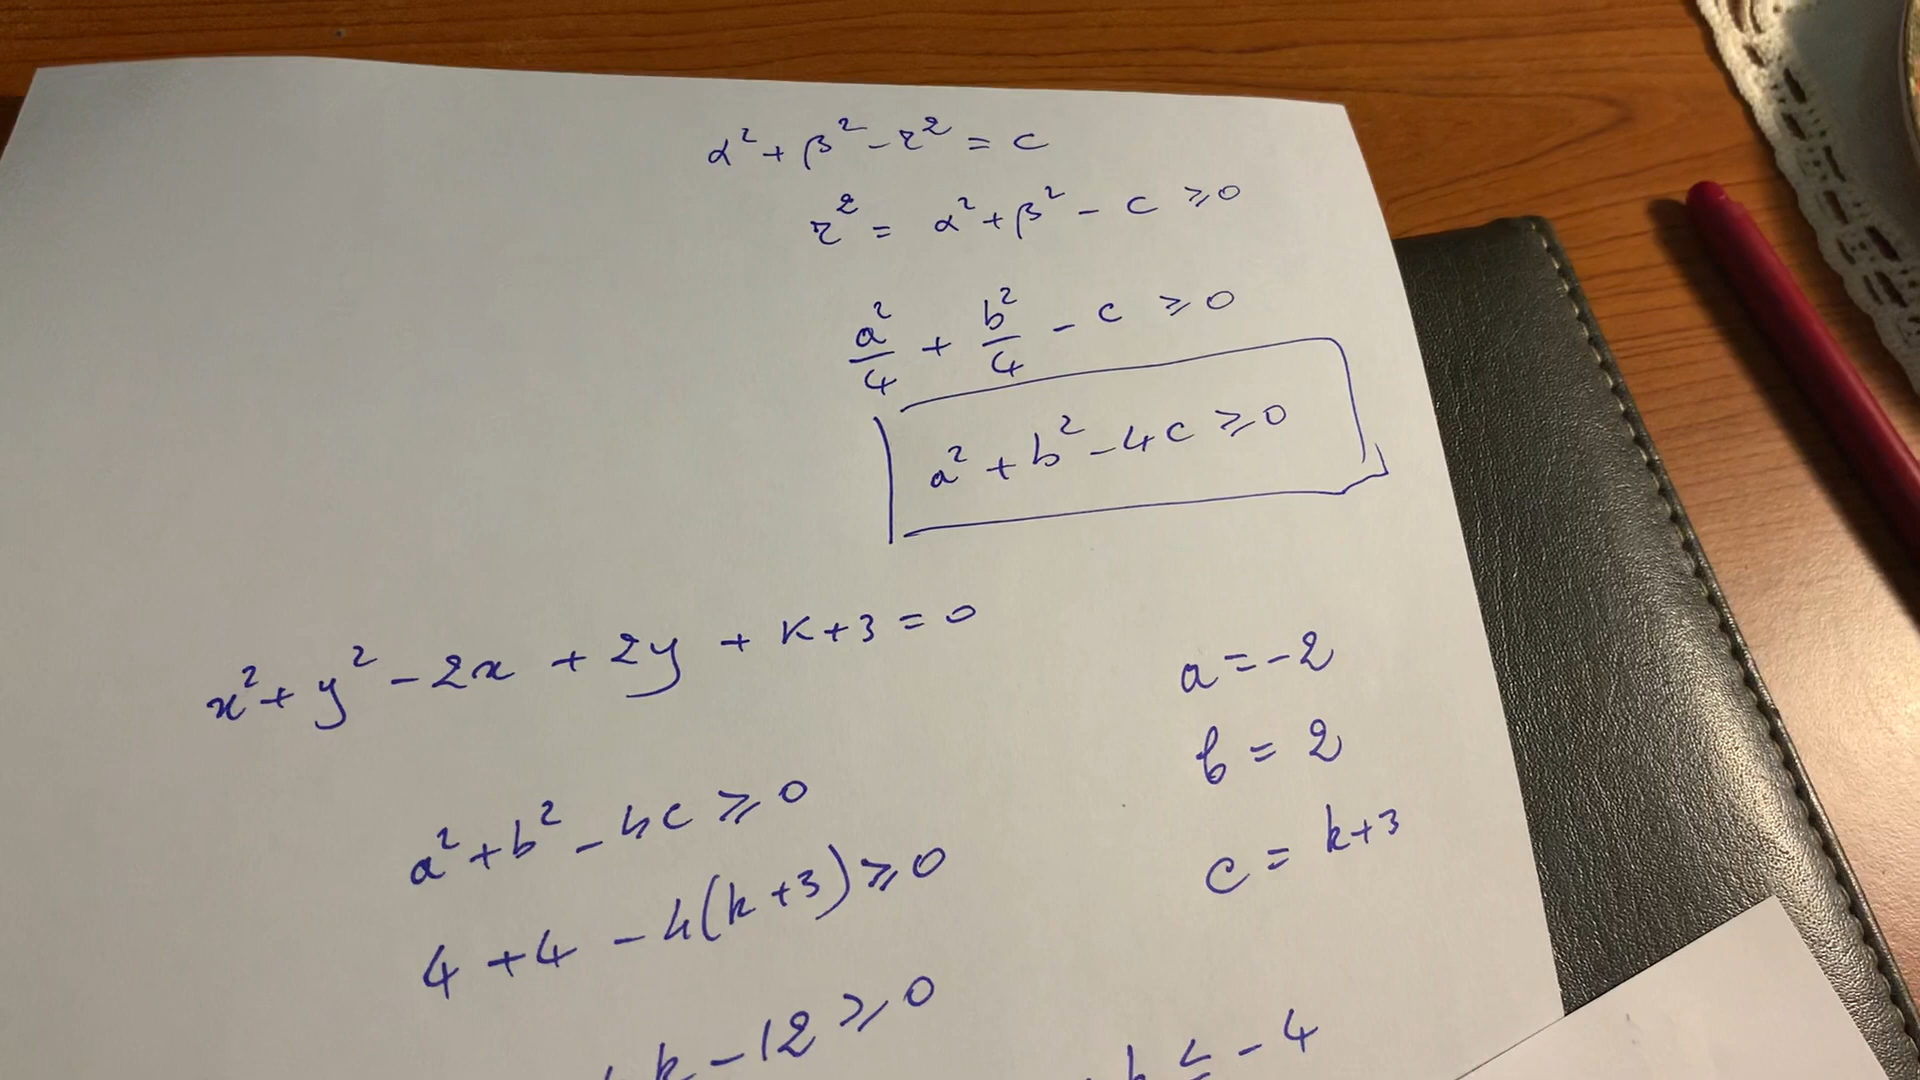 α² + β² - r² = c
r² = α² + β² - c ≥ 0
a²/4 + b²/4 - c ≥ 0
a² + b² - 4c ≥ 0
x² + y² - 2x + 2y + k + 3 = 0
a = -2
b = 2
c = k+3
a² + b² - 4c ≥ 0
4 + 4 - 4(k+3) ≥ 0
k - 12 ≥ 0
k ≤ -4